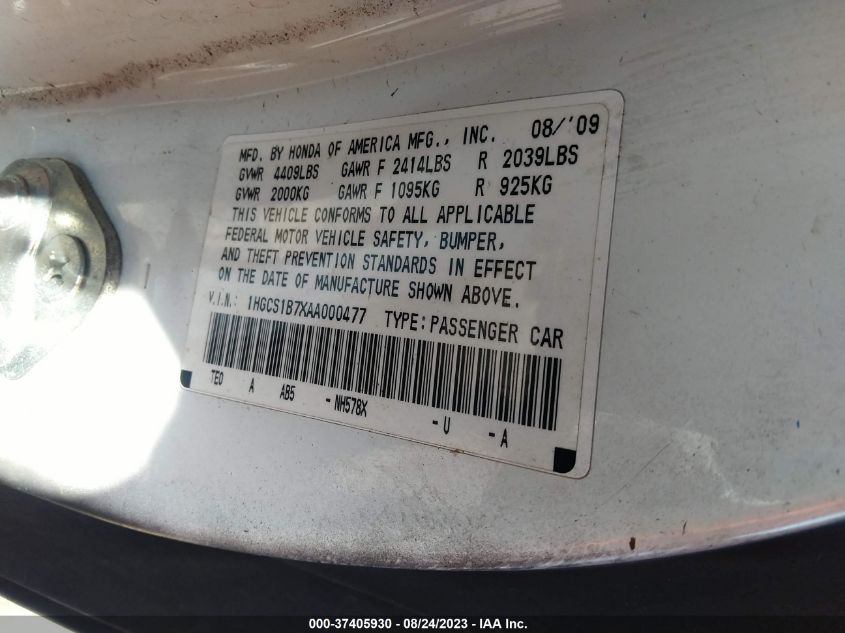 MFD. BY HONDA OF AMERICA MFG., INC. 08/'09
GVWR 4409LBS GAWR F 2414LBS R 2039LBS
GVWR 2000KG GAWR F 1095KG R 925KG
THIS VEHICLE CONFORMS TO ALL APPLICABLE
FEDERAL MOTOR VEHICLE SAFETY, BUMPER,
AND THEFT PREVENTION STANDARDS IN EFFECT
ON THE DATE OF MANUFACTURE SHOWN ABOVE.
V.I.N.: 1HGCS1B7XAA000477 TYPE:PASSENGER CAR
TE0 A AB5 -NH578X -U -A
000-37405930 - 08/24/2023 - IAA Inc.